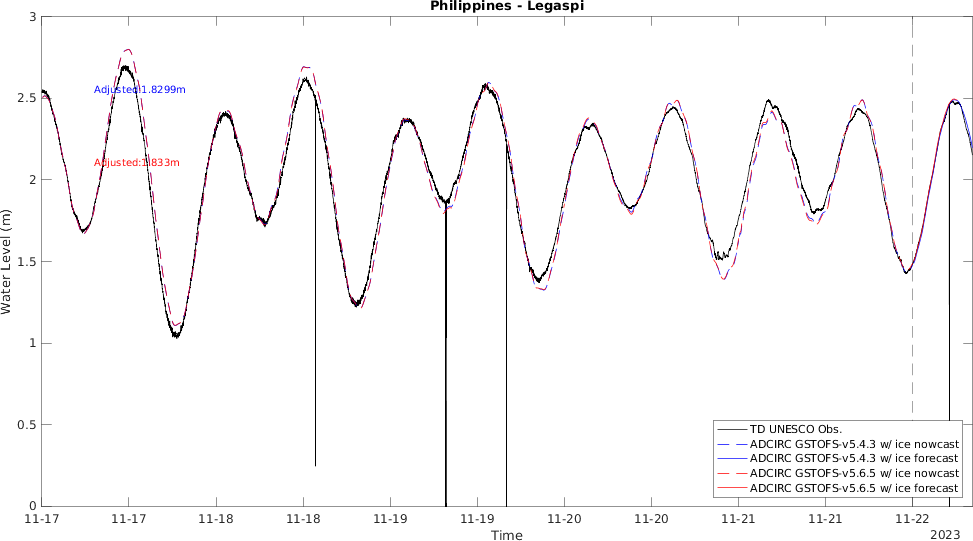 Philippines - Legaspi
3
2.5
2
1.5
1
0.5
0
Water Level (m)
Adjusted:1.8299m
Adjusted:1.833m
TD UNESCO Obs.
ADCIRC GSTOFS-v5.4.3 w/ ice nowcast
ADCIRC GSTOFS-v5.4.3 w/ ice forecast
ADCIRC GSTOFS-v5.6.5 w/ ice nowcast
ADCIRC GSTOFS-v5.6.5 w/ ice forecast
11-17 11-17 11-18 11-18 11-19 11-19 11-20 11-20 11-21 11-21 11-22
Time
2023